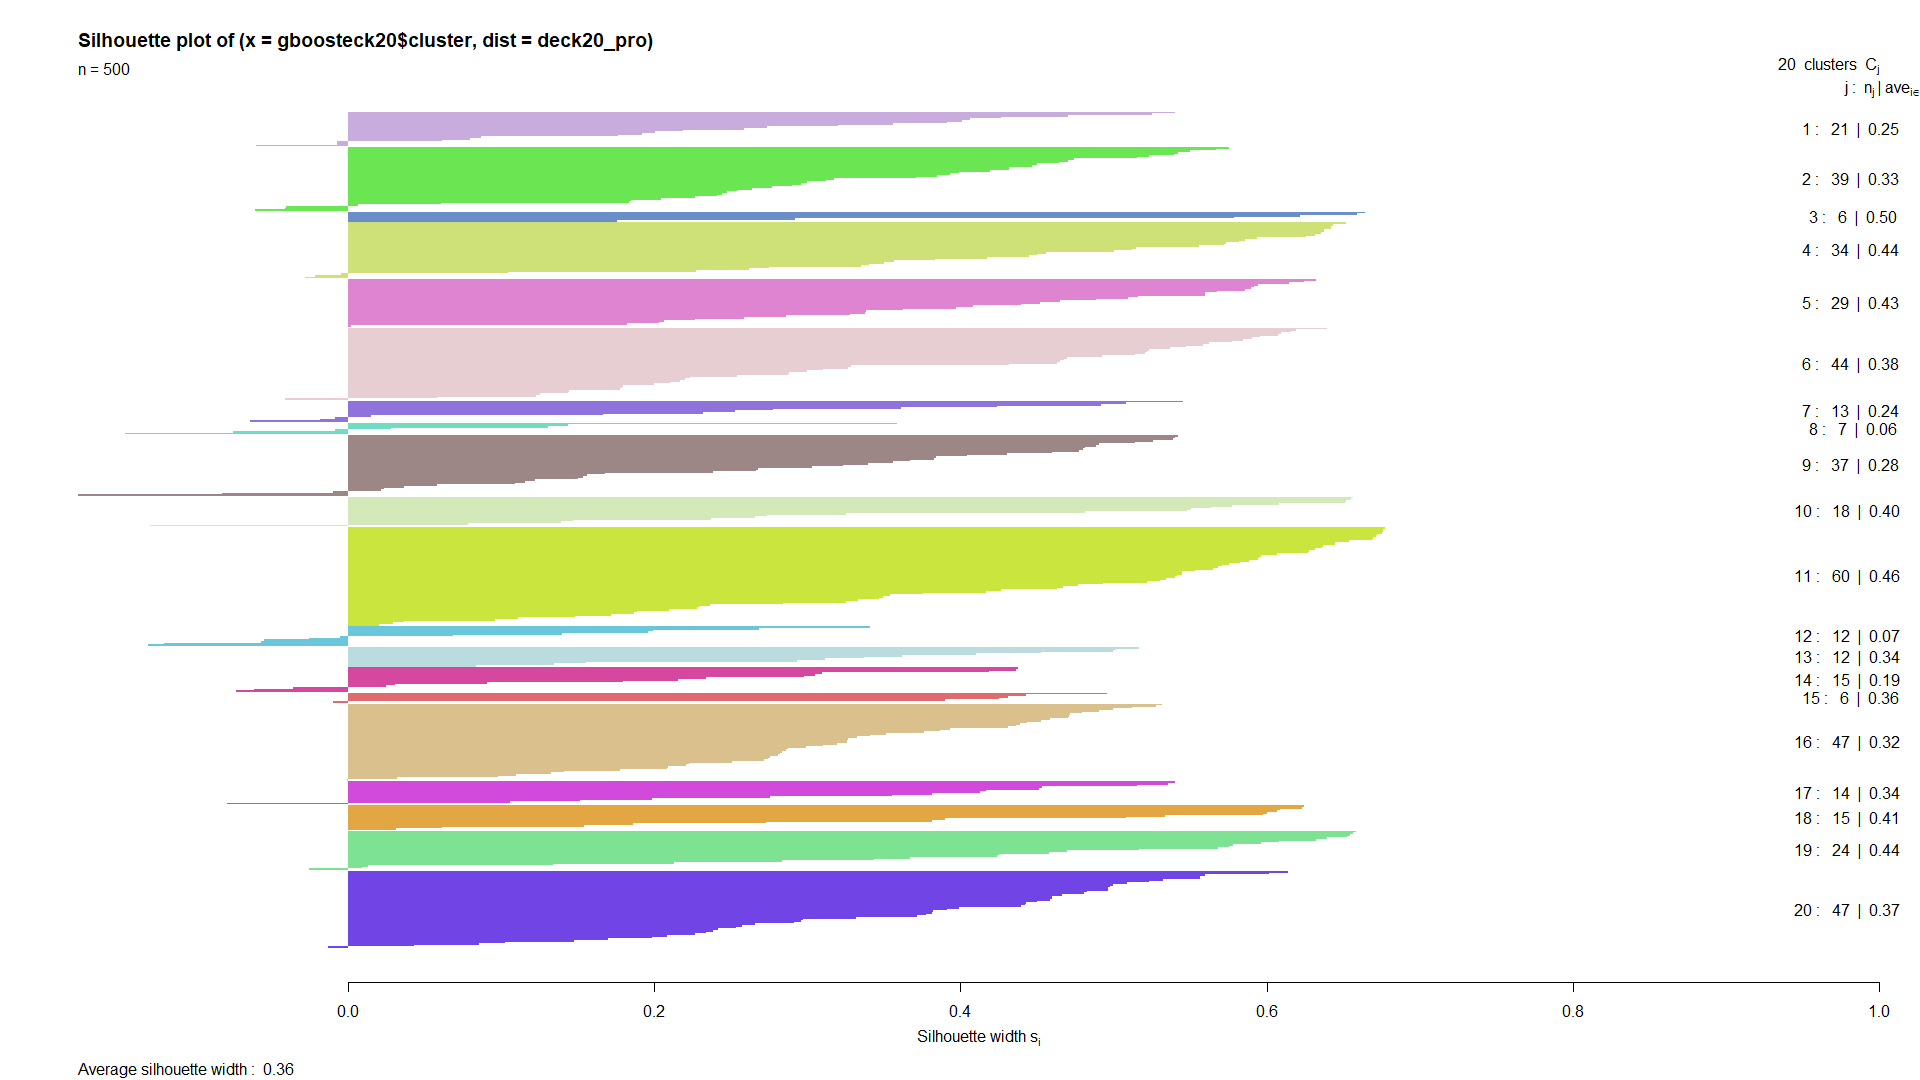 Silhouette plot of (x = gboosteck20$cluster, dist = deck20_pro)
n = 500
20 clusters Cj
j : nj | avei∈
1 : 21 | 0.25
2 : 39 | 0.33
3 : 6 | 0.50
4 : 34 | 0.44
5 : 29 | 0.43
6 : 44 | 0.38
7 : 13 | 0.24
8 : 7 | 0.06
9 : 37 | 0.28
10 : 18 | 0.40
11 : 60 | 0.46
12 : 12 | 0.07
13 : 12 | 0.34
14 : 15 | 0.19
15 : 6 | 0.36
16 : 47 | 0.32
17 : 14 | 0.34
18 : 15 | 0.41
19 : 24 | 0.44
20 : 47 | 0.37
0.0 0.2 0.4 0.6 0.8 1.0
Silhouette width si
Average silhouette width : 0.36